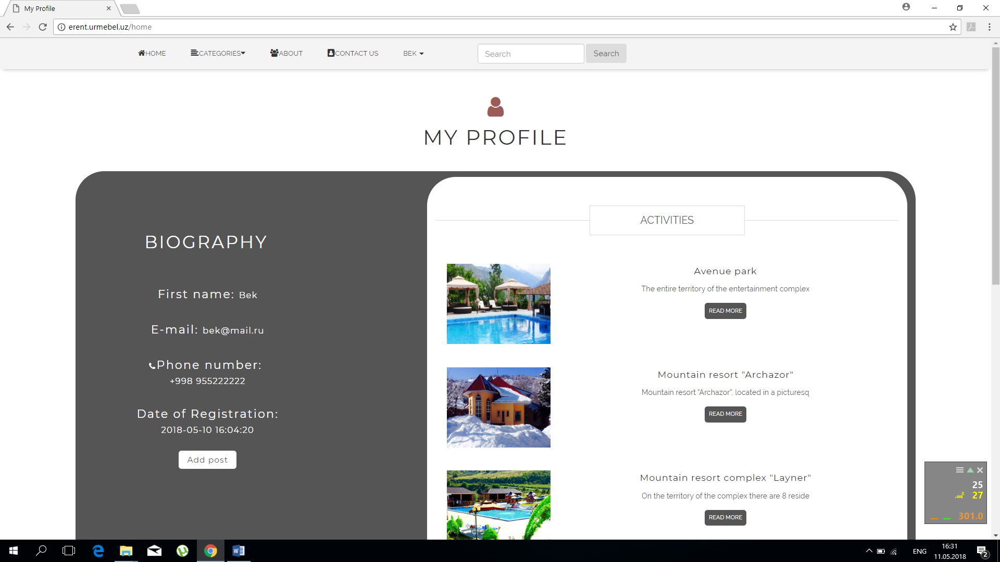 My Profile
erent.urmebel.uz/home
HOME
CATEGORIES
ABOUT
CONTACT US
BEK
Search
Search
MY PROFILE
BIOGRAPHY
First name: Bek
E-mail: bek@mail.ru
Phone number:
+998 955222222
Date of Registration:
2018-05-10 16:04:20
Add post
ACTIVITIES
Avenue park
The entire territory of the entertainment complex
READ MORE
Mountain resort "Archazor"
Mountain resort "Archazor", located in a picturesq
READ MORE
Mountain resort complex "Layner"
On the territory of the complex there are 8 reside
READ MORE
25
27
301.0
ENG
16:31
11.05.2018
2